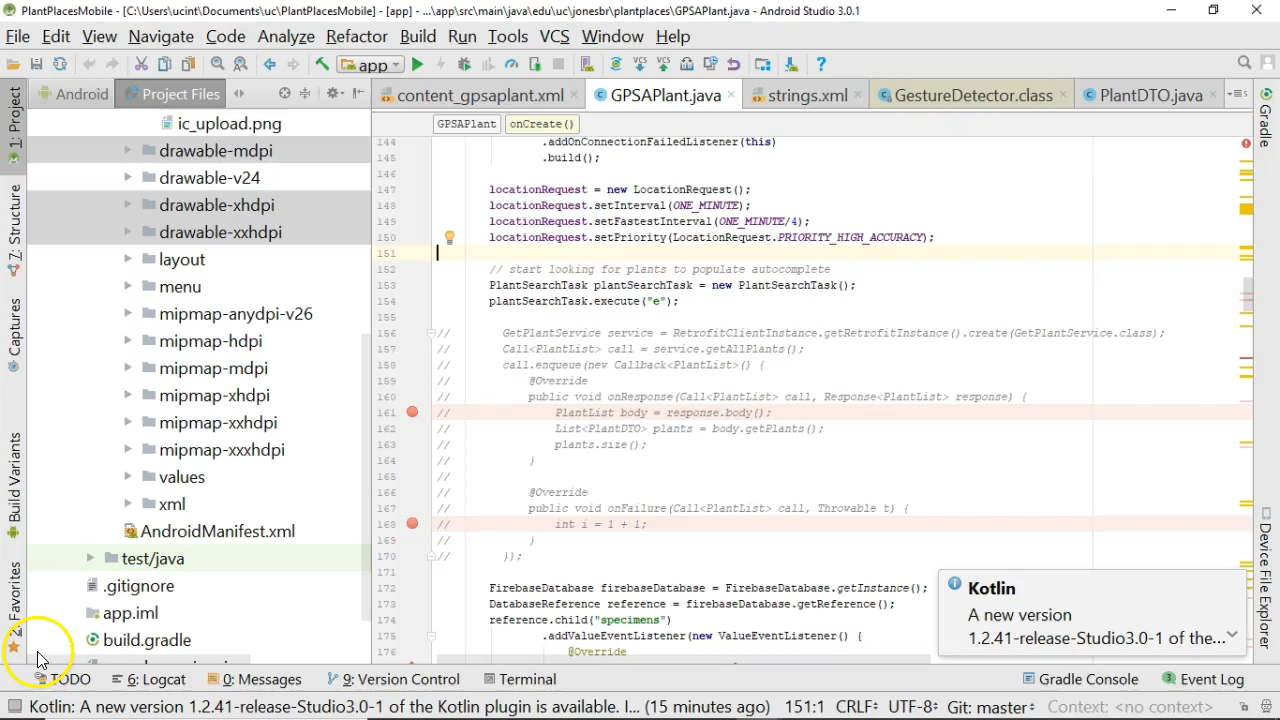 PlantPlacesMobile - [C:\Users\ucint\Documents\uc\PlantPlacesMobile] - [app] - ...\app\src\main\java\edu\uc\jonesbr\plantplaces\GPSAPlant.java - Android Studio 3.0.1
File Edit View Navigate Code Analyze Refactor Build Run Tools VCS Window Help
app
Android Project Files content_gpsaplant.xml GPSAPlant.java strings.xml GestureDetector.class PlantDTO.java
1: Project
Z: Structure
Captures
Build Variants
2: Favorites
ic_upload.png
drawable-mdpi
drawable-v24
drawable-xhdpi
drawable-xxhdpi
layout
menu
mipmap-anydpi-v26
mipmap-hdpi
mipmap-mdpi
mipmap-xhdpi
mipmap-xxhdpi
mipmap-xxxhdpi
values
xml
AndroidManifest.xml
test/java
.gitignore
app.iml
build.gradle
GPSAPlant onCreate()
144 .addOnConnectionFailedListener(this)
145 .build();
146
147 locationRequest = new LocationRequest();
148 locationRequest.setInterval(ONE_MINUTE);
149 locationRequest.setFastestInterval(ONE_MINUTE/4);
150 locationRequest.setPriority(LocationRequest.PRIORITY_HIGH_ACCURACY);
151
152 // start looking for plants to populate autocomplete
153 PlantSearchTask plantSearchTask = new PlantSearchTask();
154 plantSearchTask.execute("e");
155
156 // GetPlantService service = RetrofitClientInstance.getRetrofitInstance().create(GetPlantService.class);
157 // Call<PlantList> call = service.getAllPlants();
158 // call.enqueue(new Callback<PlantList>() {
159 // @Override
160 // public void onResponse(Call<PlantList> call, Response<PlantList> response) {
161 // PlantList body = response.body();
162 // List<PlantDTO> plants = body.getPlants();
163 // plants.size();
164 // }
165 //
166 // @Override
167 // public void onFailure(Call<PlantList> call, Throwable t) {
168 // int i = 1 + 1;
169 // }
170 // });
171
172 FirebaseDatabase firebaseDatabase = FirebaseDatabase.getInstance();
173 DatabaseReference reference = firebaseDatabase.getReference();
174 reference.child("specimens")
175 .addValueEventListener(new ValueEventListener() {
176 @Override
Kotlin
A new version
1.2.41-release-Studio3.0-1 of the...
Gradle
Device File Explorer
TODO 6: Logcat 0: Messages 9: Version Control Terminal Gradle Console Event Log
Kotlin: A new version 1.2.41-release-Studio3.0-1 of the Kotlin plugin is available. I... (15 minutes ago) 151:1 CRLF÷ UTF-8÷ Git: master÷ Context: <no context>